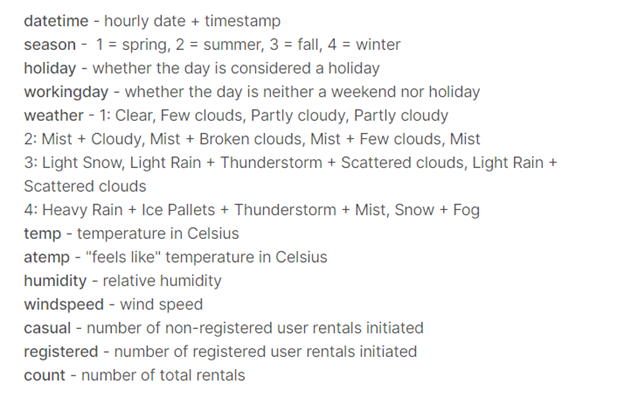 datetime - hourly date + timestamp
season -  1 = spring, 2 = summer, 3 = fall, 4 = winter
holiday - whether the day is considered a holiday
workingday - whether the day is neither a weekend nor holiday
weather - 1: Clear, Few clouds, Partly cloudy, Partly cloudy
2: Mist + Cloudy, Mist + Broken clouds, Mist + Few clouds, Mist
3: Light Snow, Light Rain + Thunderstorm + Scattered clouds, Light Rain +
Scattered clouds
4: Heavy Rain + Ice Pallets + Thunderstorm + Mist, Snow + Fog
temp - temperature in Celsius
atemp - "feels like" temperature in Celsius
humidity - relative humidity
windspeed - wind speed
casual - number of non-registered user rentals initiated
registered - number of registered user rentals initiated
count - number of total rentals